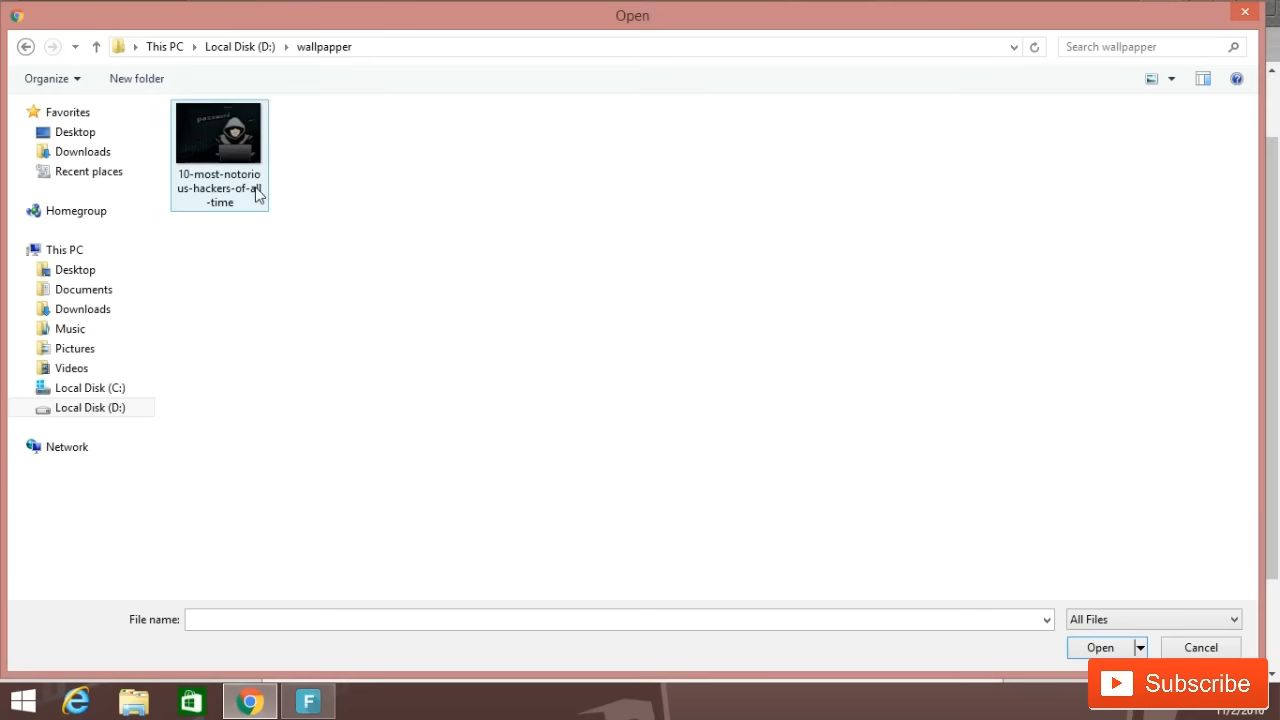 Open
This PC
Local Disk (D:)
wallpapper
Search wallpapper
Organize
New folder
Favorites
Desktop
Downloads
Recent places
Homegroup
This PC
Desktop
Documents
Downloads
Music
Pictures
Videos
Local Disk (C:)
Local Disk (D:)
Network
password
10-most-notorio
us-hackers-of-all
-time
File name:
All Files
Open
Cancel
Subscribe
F